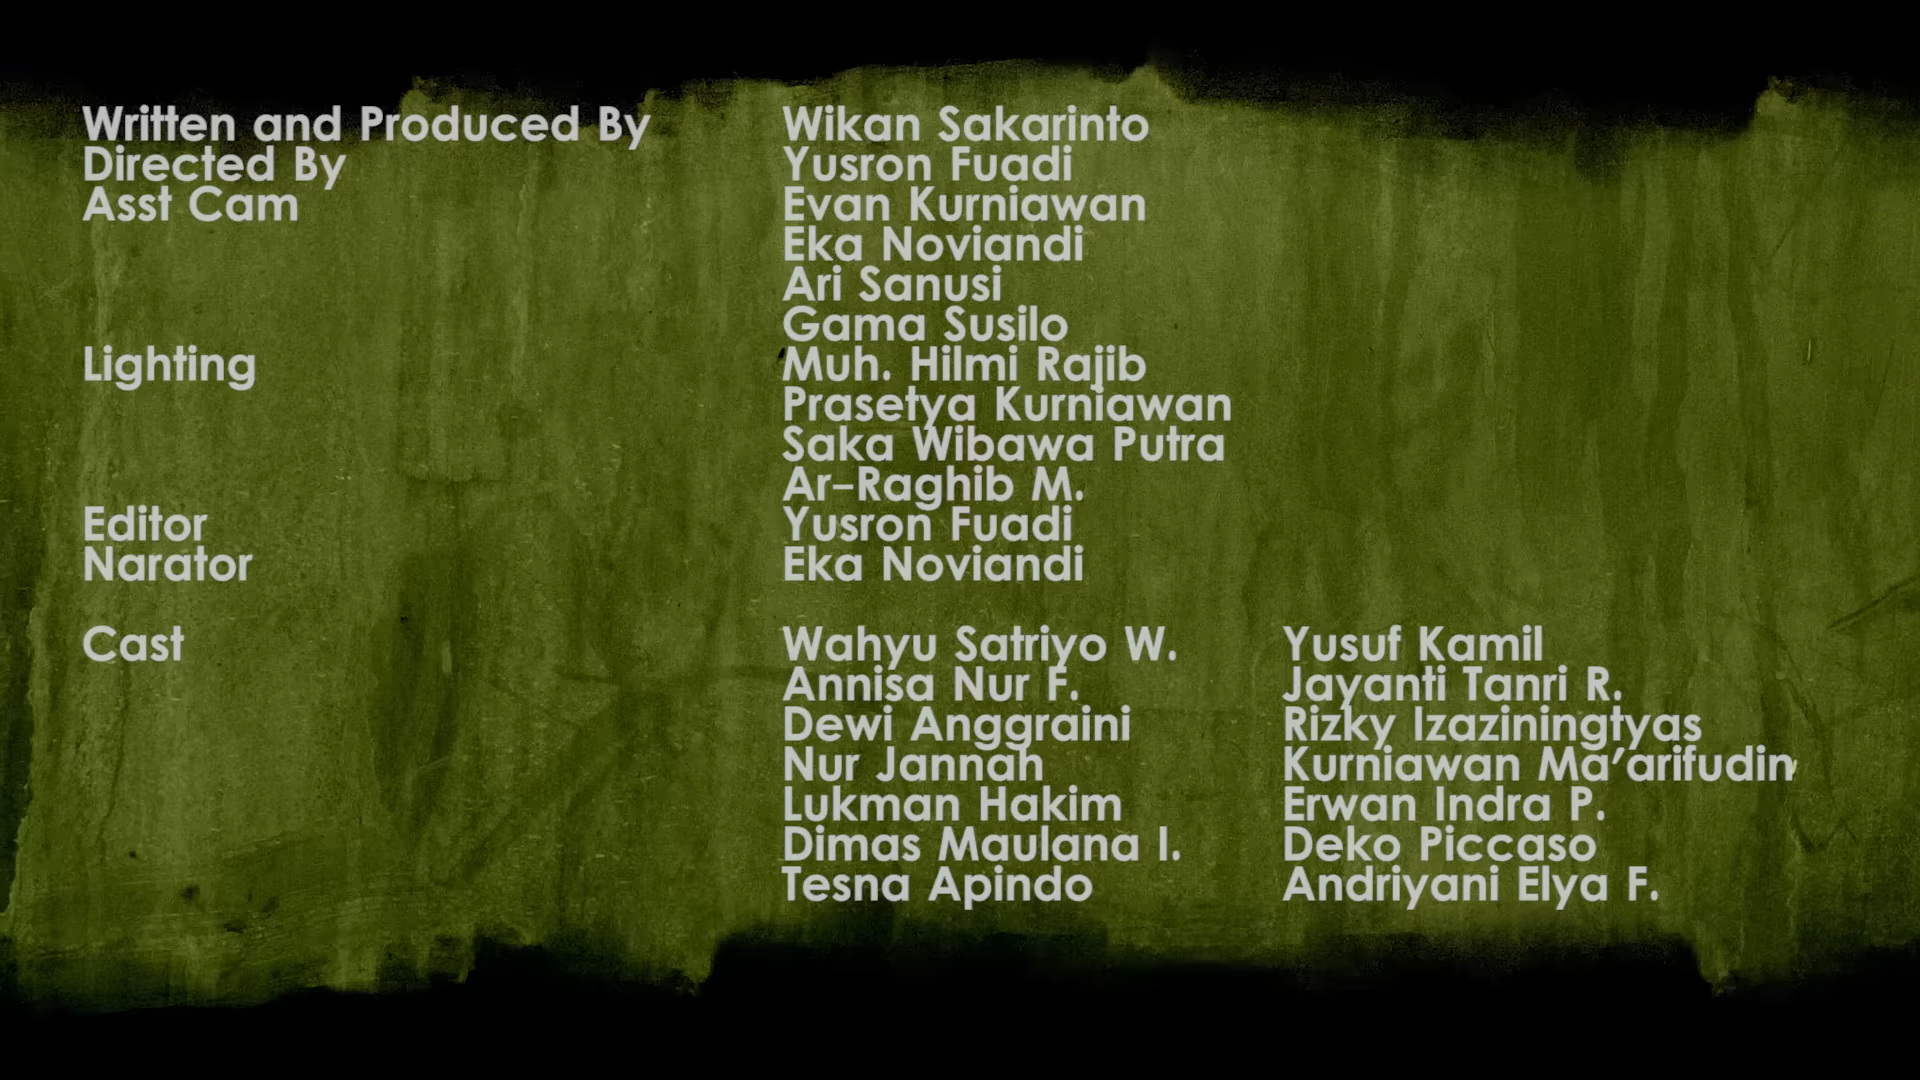 Written and Produced By Wikan Sakarinto
Directed By Yusron Fuadi
Asst Cam Evan Kurniawan
Eka Noviandi
Ari Sanusi
Gama Susilo
Lighting Muh. Hilmi Rajib
Prasetya Kurniawan
Saka Wibawa Putra
Ar-Raghib M.
Editor Yusron Fuadi
Narator Eka Noviandi
Cast Wahyu Satriyo W. Yusuf Kamil
Annisa Nur F. Jayanti Tanri R.
Dewi Anggraini Rizky Izaziningtyas
Nur Jannah Kurniawan Ma'arifudin
Lukman Hakim Erwan Indra P.
Dimas Maulana I. Deko Piccaso
Tesna Apindo Andriyani Elya F.